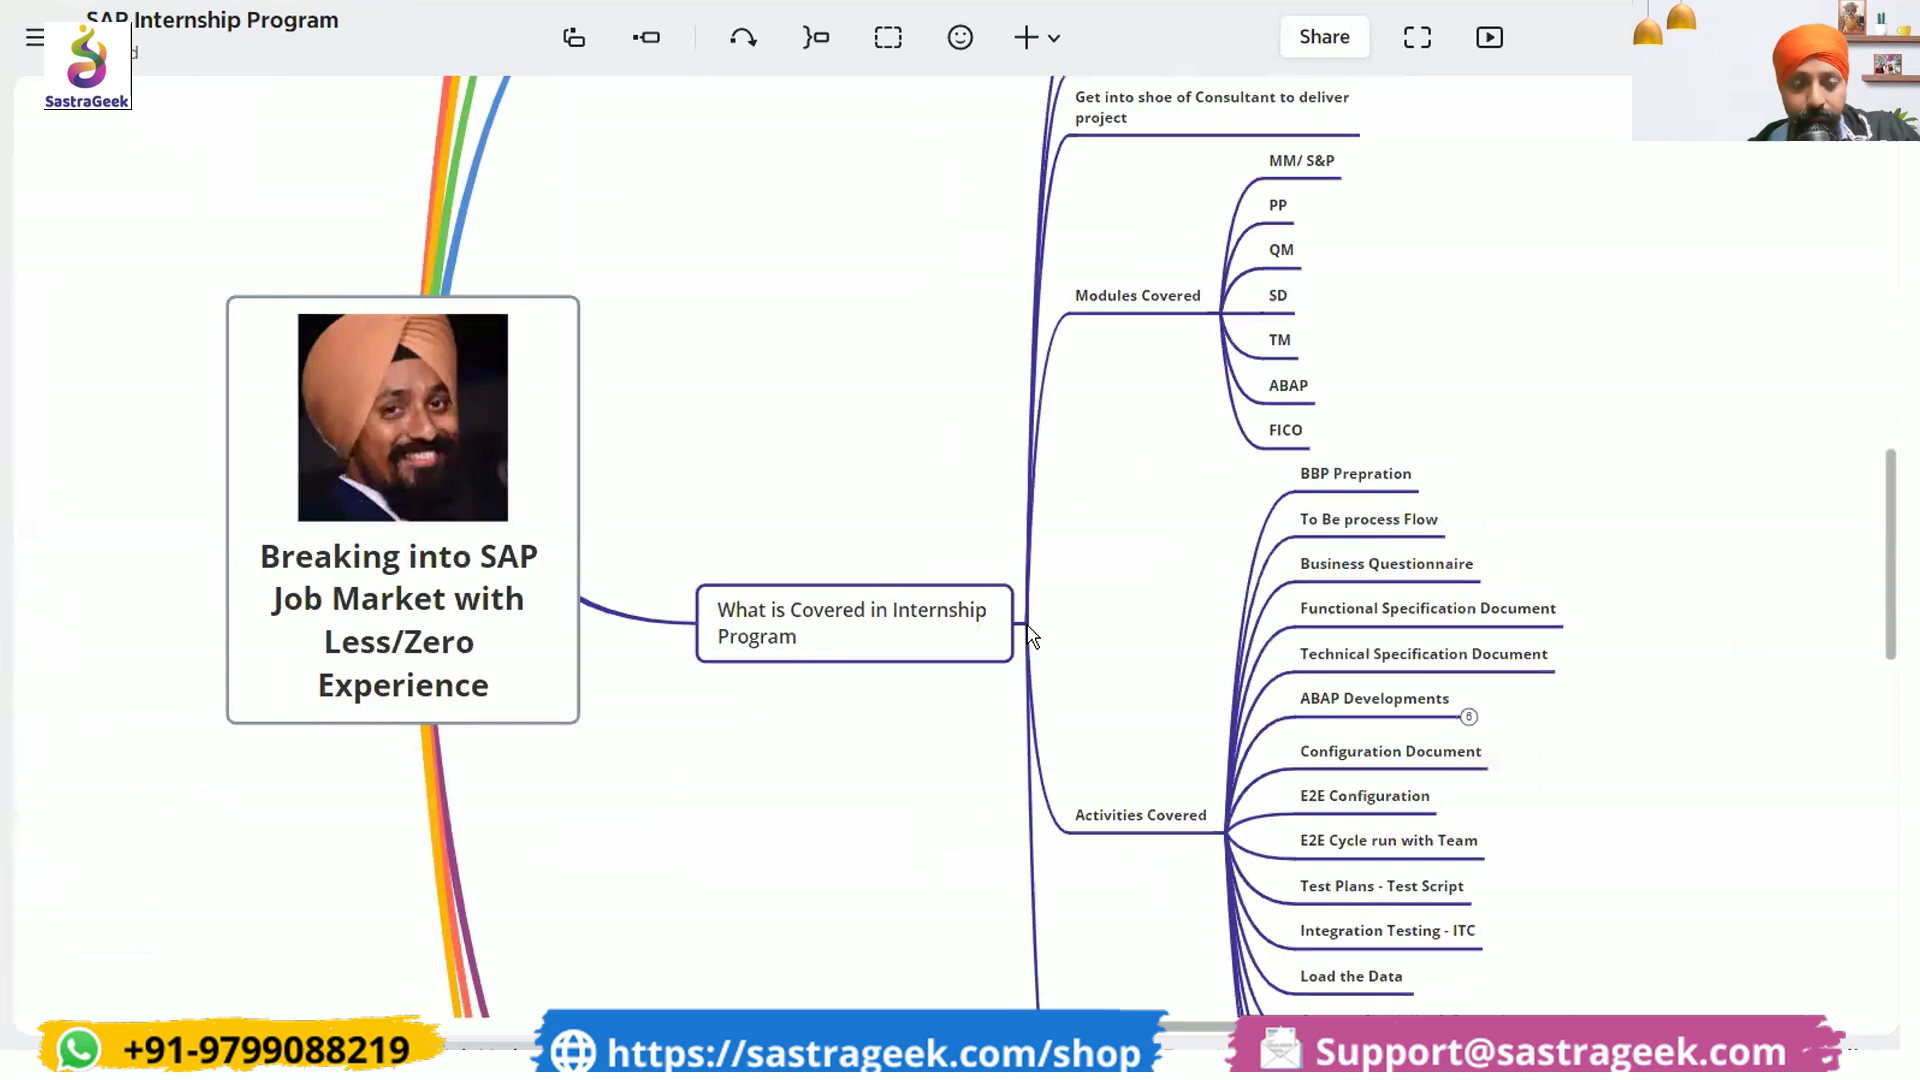 SAP Internship Program
d
SastraGeek
Share
Get into shoe of Consultant to deliver
project
MM/ S&P
PP
QM
Modules Covered
SD
TM
ABAP
FICO
Breaking into SAP
Job Market with
Less/Zero
Experience
What is Covered in Internship
Program
BBP Prepration
To Be process Flow
Business Questionnaire
Functional Specification Document
Technical Specification Document
ABAP Developments
Configuration Document
E2E Configuration
Activities Covered
E2E Cycle run with Team
Test Plans - Test Script
Integration Testing - ITC
Load the Data
+91-9799088219
https://sastrageek.com/shop
Support@sastrageek.com